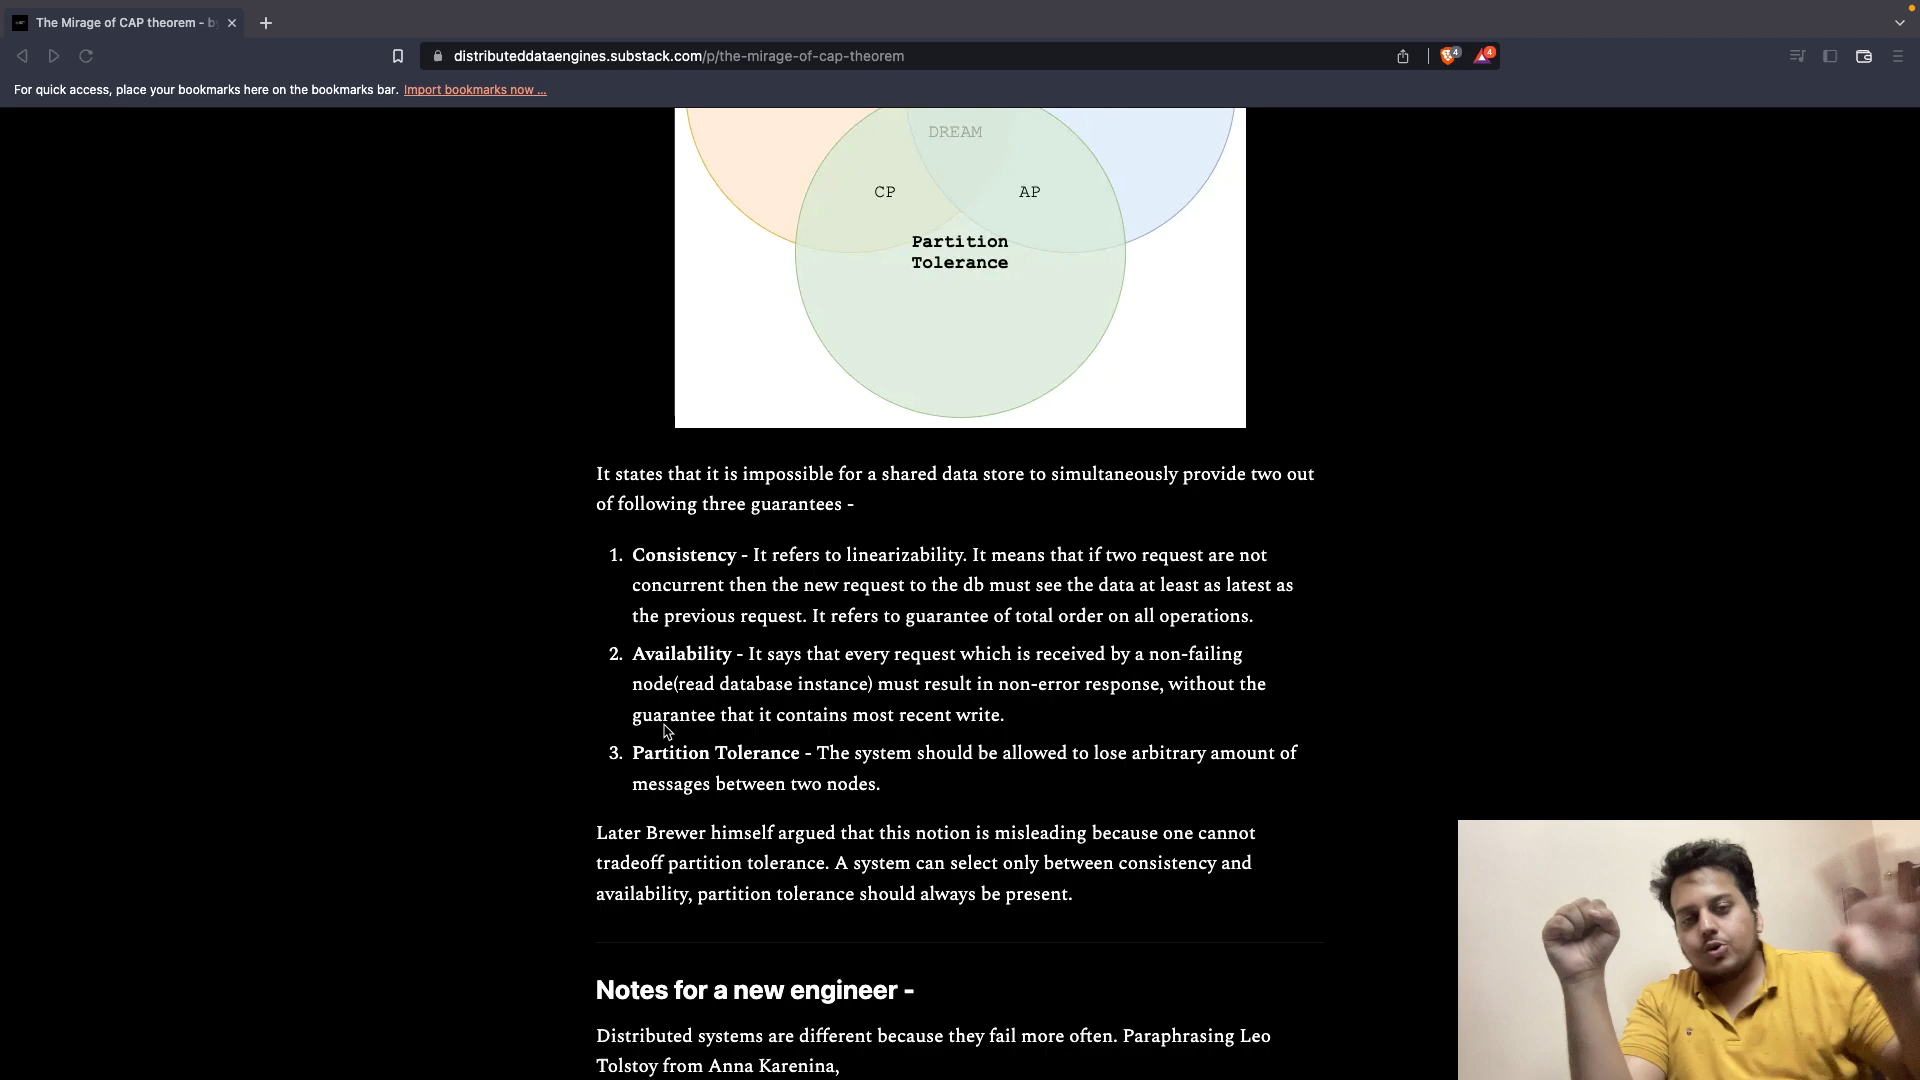 The Mirage of CAP theorem - by
distributeddataengines.substack.com/p/the-mirage-of-cap-theorem
4
4
For quick access, place your bookmarks here on the bookmarks bar. Import bookmarks now ...
DREAM
CP
AP
Partition
Tolerance
It states that it is impossible for a shared data store to simultaneously provide two out
of following three guarantees -
1. Consistency - It refers to linearizability. It means that if two request are not
concurrent then the new request to the db must see the data at least as latest as
the previous request. It refers to guarantee of total order on all operations.
2. Availability - It says that every request which is received by a non-failing
node(read database instance) must result in non-error response, without the
guarantee that it contains most recent write.
3. Partition Tolerance - The system should be allowed to lose arbitrary amount of
messages between two nodes.
Later Brewer himself argued that this notion is misleading because one cannot
tradeoff partition tolerance. A system can select only between consistency and
availability, partition tolerance should always be present.
Notes for a new engineer -
Distributed systems are different because they fail more often. Paraphrasing Leo
Tolstoy from Anna Karenina,